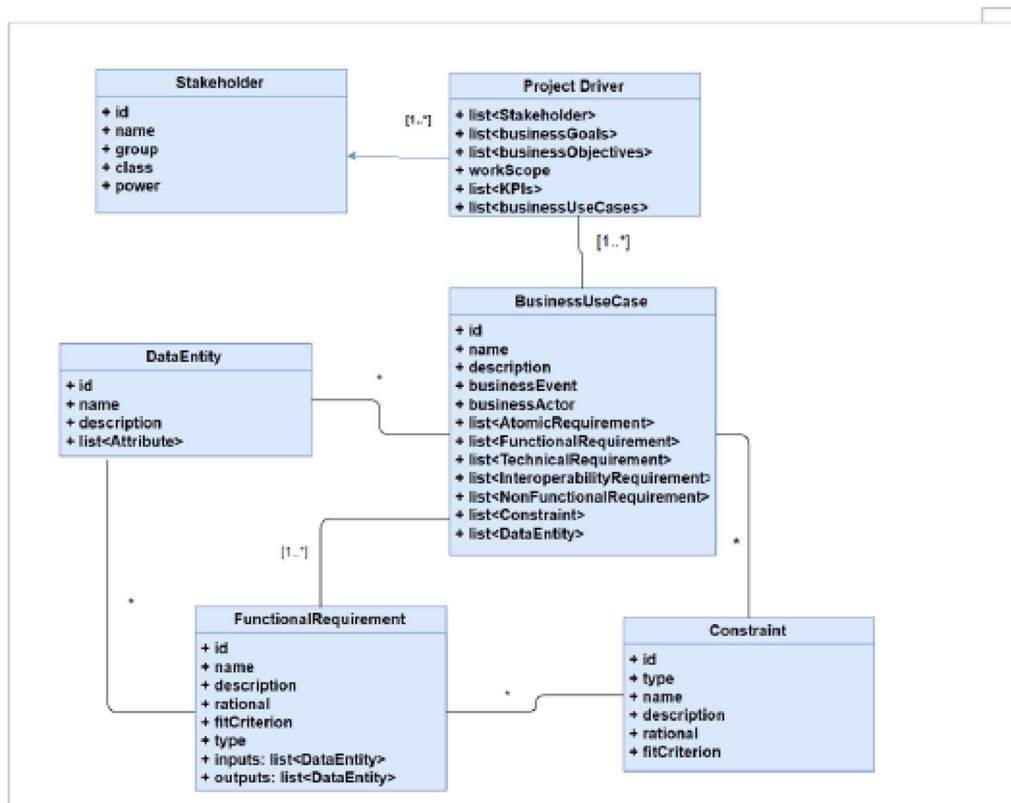 Stakeholder
+ id
+ name
+ group
+ class
+ power
[1..*]
Project Driver
+ list<Stakeholder>
+ list<businessGoals>
+ list<businessObjectives>
+ workScope
+ list<KPIs>
+ list<businessUseCases>
[1..*]
BusinessUseCase
+ id
+ name
+ description
+ businessEvent
+ businessActor
+ list<AtomicRequirement>
+ list<FunctionalRequirement>
+ list<TechnicalRequirement>
+ list<InteroperabilityRequirement>
+ list<NonFunctionalRequirement>
+ list<Constraint>
+ list<DataEntity>
DataEntity
+ id
+ name
+ description
+ list<Attribute>
*
[1..*]
*
*
FunctionalRequirement
+ id
+ name
+ description
+ rational
+ fitCriterion
+ type
+ inputs: list<DataEntity>
+ outputs: list<DataEntity>
*
Constraint
+ id
+ type
+ name
+ description
+ rational
+ fitCriterion